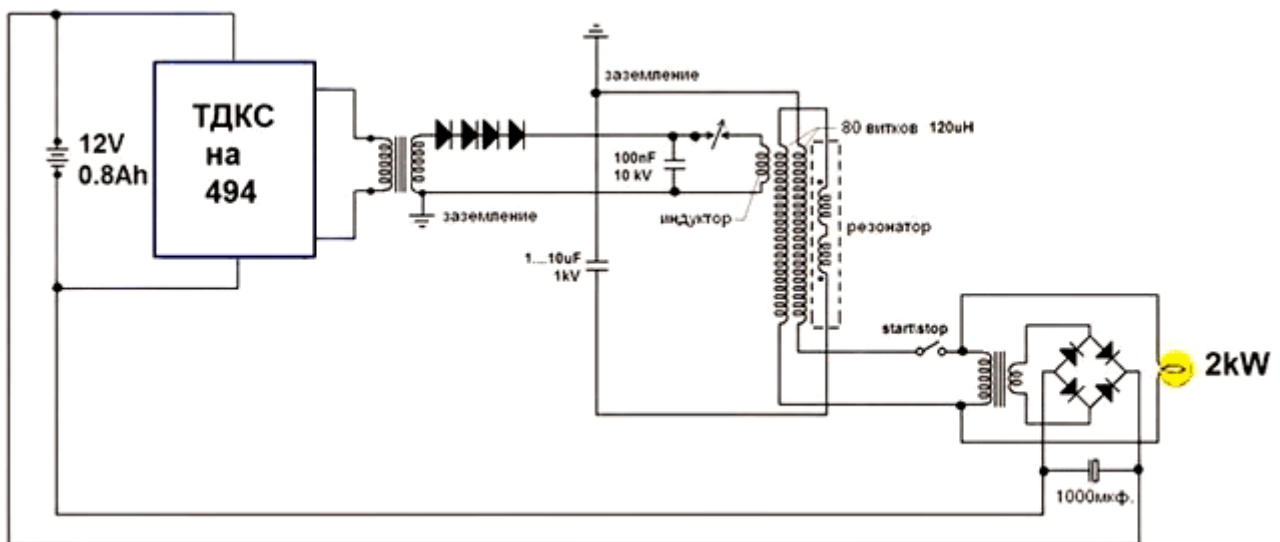 заземление
ТДКС
на
494
12V
0.8Ah
80 витков 120uH
100nF
10 kV
индуктор
заземление
резонатор
1....10uF
1kV
start\stop
2kW
1000мкф.